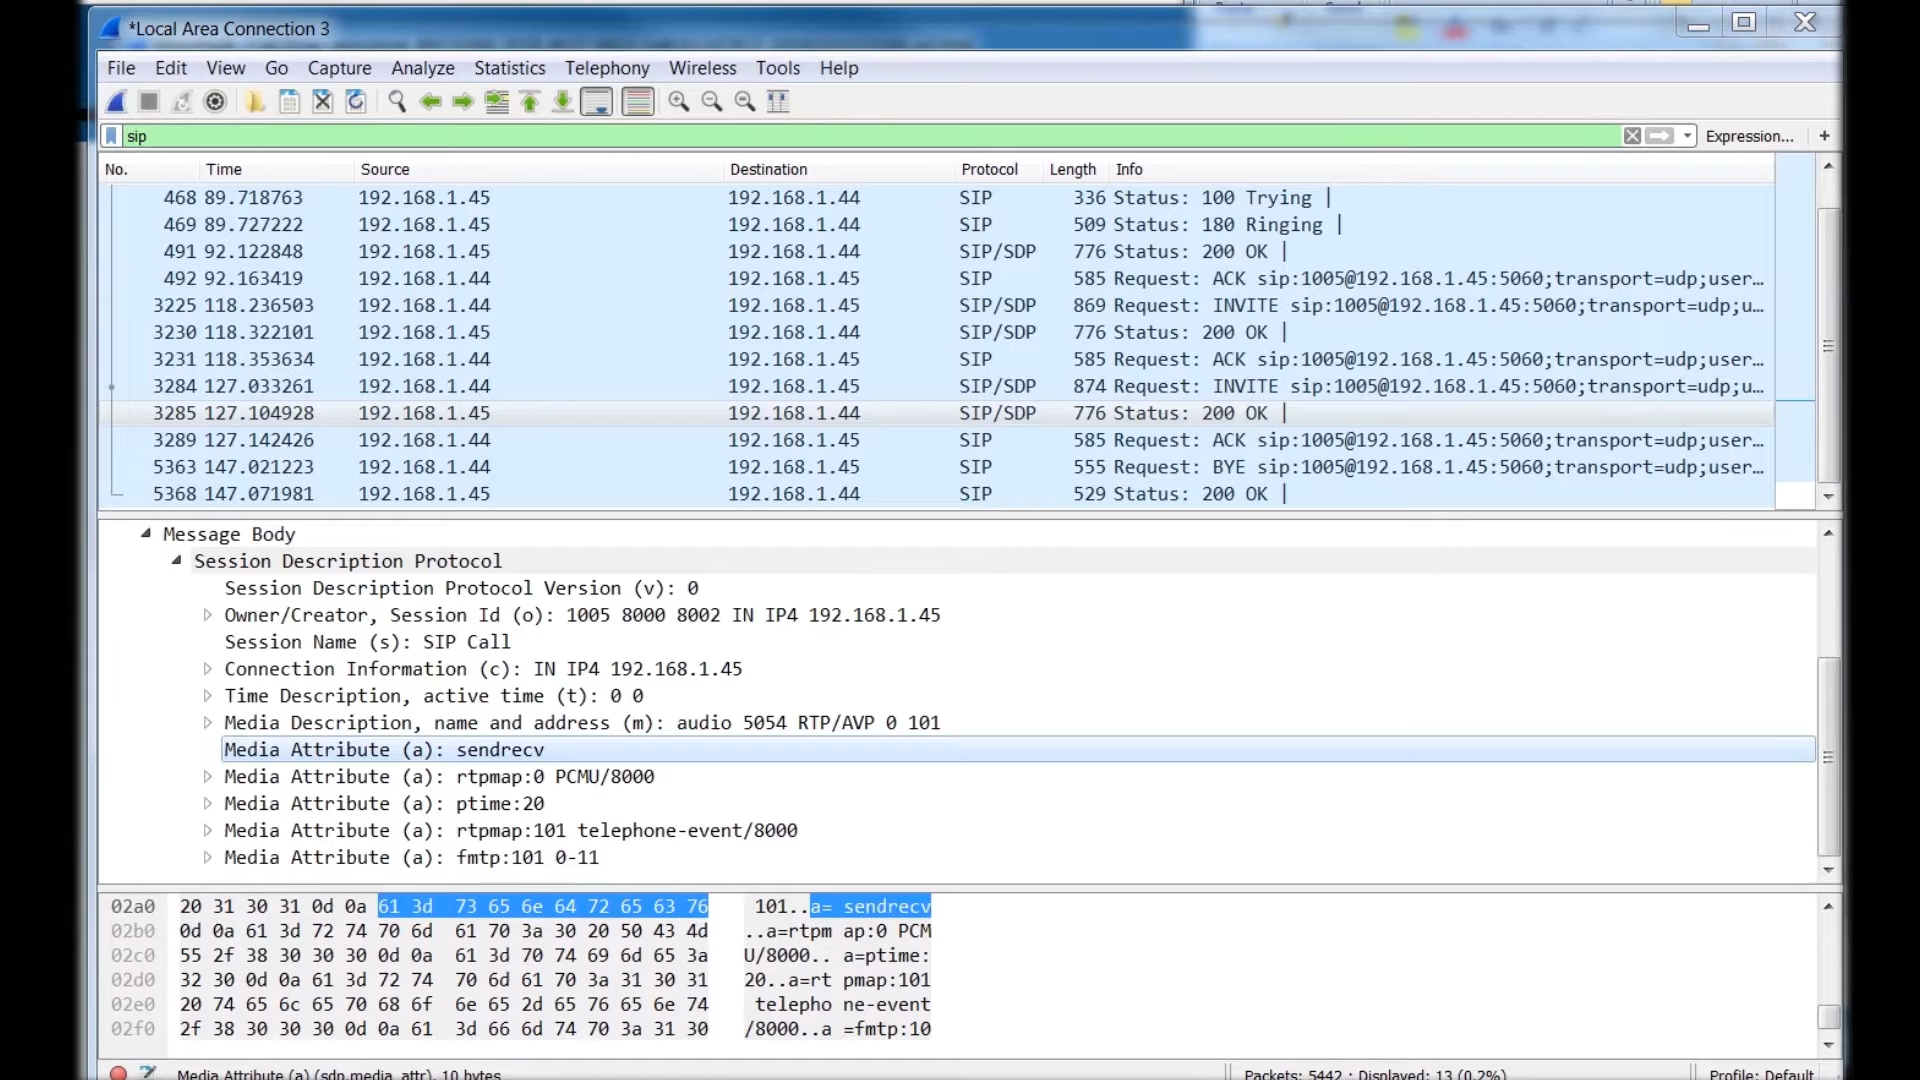 *Local Area Connection 3
File Edit View Go Capture Analyze Statistics Telephony Wireless Tools Help
sip Expression... +
No. Time Source Destination Protocol Length Info
468 89.718763 192.168.1.45 192.168.1.44 SIP 336 Status: 100 Trying |
469 89.727222 192.168.1.45 192.168.1.44 SIP 509 Status: 180 Ringing |
491 92.122848 192.168.1.45 192.168.1.44 SIP/SDP 776 Status: 200 OK |
492 92.163419 192.168.1.44 192.168.1.45 SIP 585 Request: ACK sip:1005@192.168.1.45:5060;transport=udp;user…
3225 118.236503 192.168.1.44 192.168.1.45 SIP/SDP 869 Request: INVITE sip:1005@192.168.1.45:5060;transport=udp;u…
3230 118.322101 192.168.1.45 192.168.1.44 SIP/SDP 776 Status: 200 OK |
3231 118.353634 192.168.1.44 192.168.1.45 SIP 585 Request: ACK sip:1005@192.168.1.45:5060;transport=udp;user…
3284 127.033261 192.168.1.44 192.168.1.45 SIP/SDP 874 Request: INVITE sip:1005@192.168.1.45:5060;transport=udp;u…
3285 127.104928 192.168.1.45 192.168.1.44 SIP/SDP 776 Status: 200 OK |
3289 127.142426 192.168.1.44 192.168.1.45 SIP 585 Request: ACK sip:1005@192.168.1.45:5060;transport=udp;user…
5363 147.021223 192.168.1.44 192.168.1.45 SIP 555 Request: BYE sip:1005@192.168.1.45:5060;transport=udp;user…
5368 147.071981 192.168.1.45 192.168.1.44 SIP 529 Status: 200 OK |
Message Body
Session Description Protocol
Session Description Protocol Version (v): 0
Owner/Creator, Session Id (o): 1005 8000 8002 IN IP4 192.168.1.45
Session Name (s): SIP Call
Connection Information (c): IN IP4 192.168.1.45
Time Description, active time (t): 0 0
Media Description, name and address (m): audio 5054 RTP/AVP 0 101
Media Attribute (a): sendrecv
Media Attribute (a): rtpmap:0 PCMU/8000
Media Attribute (a): ptime:20
Media Attribute (a): rtpmap:101 telephone-event/8000
Media Attribute (a): fmtp:101 0-11
02a0 20 31 30 31 0d 0a 61 3d 73 65 6e 64 72 65 63 76 101..a= sendrecv
02b0 0d 0a 61 3d 72 74 70 6d 61 70 3a 30 20 50 43 4d ..a=rtpm ap:0 PCM
02c0 55 2f 38 30 30 30 0d 0a 61 3d 70 74 69 6d 65 3a U/8000.. a=ptime:
02d0 32 30 0d 0a 61 3d 72 74 70 6d 61 70 3a 31 30 31 20..a=rt pmap:101
02e0 20 74 65 6c 65 70 68 6f 6e 65 2d 65 76 65 6e 74 telepho ne-event
02f0 2f 38 30 30 30 0d 0a 61 3d 66 6d 74 70 3a 31 30 /8000..a =fmtp:10
Media Attribute (a) (sdp.media_attr), 10 bytes Packets: 5442 · Displayed: 13 (0.2%) Profile: Default